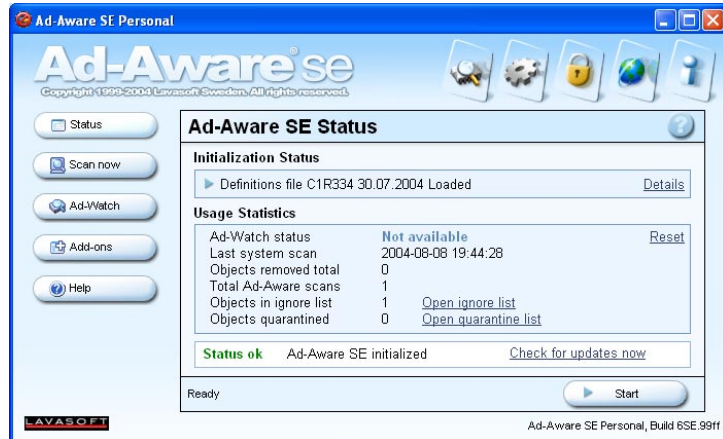 Ad-Aware SE Personal
Ad-Aware se
Copyright 1999-2004 Lavasoft Sweden. All rights reserved.
Status
Scan now
Ad-Watch
Add-ons
Help
Ad-Aware SE Status
Initialization Status
Definitions file C1R334 30.07.2004 Loaded Details
Usage Statistics
Ad-Watch status Not available Reset
Last system scan 2004-08-08 19:44:28
Objects removed total 0
Total Ad-Aware scans 1
Objects in ignore list 1 Open ignore list
Objects quarantined 0 Open quarantine list
Status ok Ad-Aware SE initialized Check for updates now
Ready Start
LAVASOFT
Ad-Aware SE Personal, Build 6SE.99